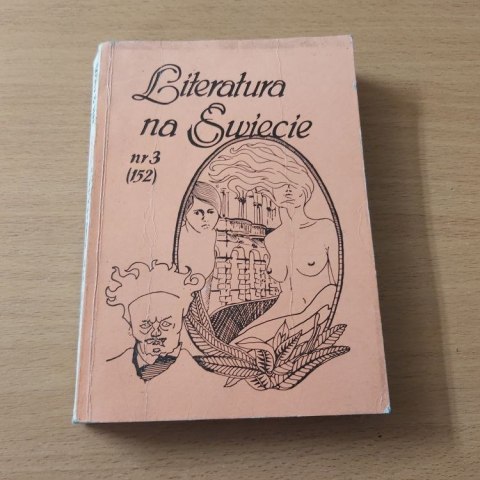 Literatura
na Świecie
nr 3
(152)